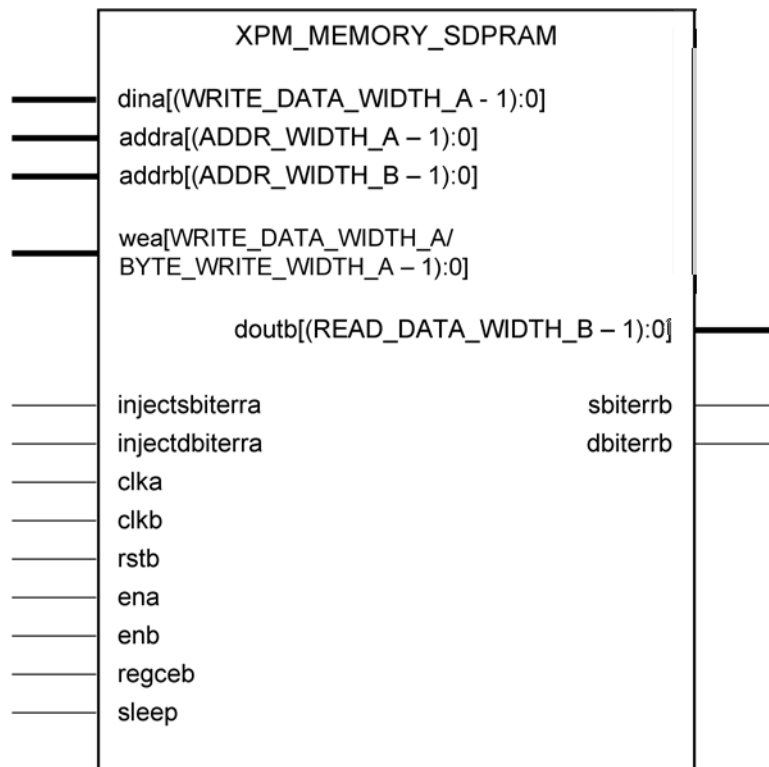 XPM_MEMORY_SDPRAM
dina[(WRITE_DATA_WIDTH_A - 1):0]
addra[(ADDR_WIDTH_A – 1):0]
addrb[(ADDR_WIDTH_B – 1):0]
wea[WRITE_DATA_WIDTH_A/
BYTE_WRITE_WIDTH_A – 1):0]
doutb[(READ_DATA_WIDTH_B – 1):0]
injectsbiterra sbiterrb
injectdbiterra dbiterrb
clka
clkb
rstb
ena
enb
regceb
sleep